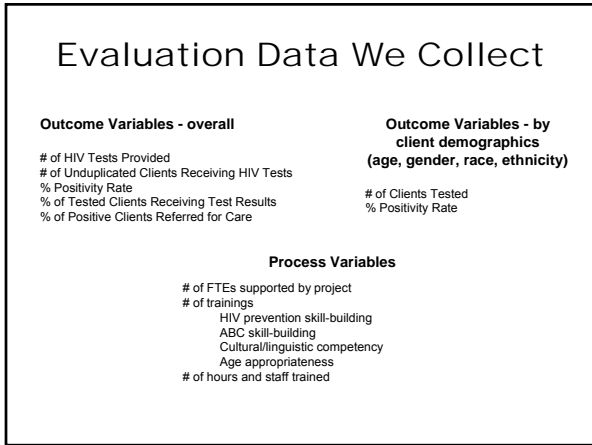 Evaluation Data We Collect
Outcome Variables - overall
# of HIV Tests Provided
# of Unduplicated Clients Receiving HIV Tests
% Positivity Rate
% of Tested Clients Receiving Test Results
% of Positive Clients Referred for Care
Outcome Variables - by
client demographics
(age, gender, race, ethnicity)
# of Clients Tested
% Positivity Rate
Process Variables
# of FTEs supported by project
# of trainings
HIV prevention skill-building
ABC skill-building
Cultural/linguistic competency
Age appropriateness
# of hours and staff trained